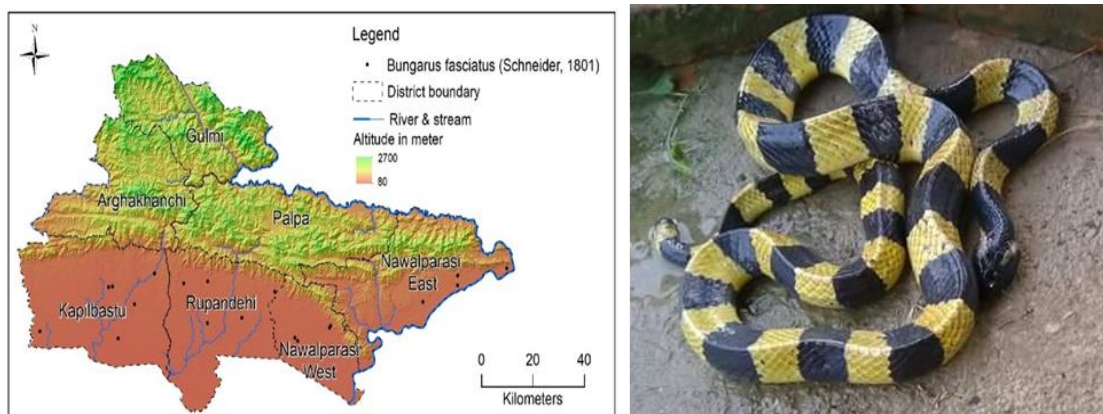 N
Legend
Bungarus fasciatus (Schneider, 1801)
District boundary
River & stream
Altitude in meter
2700
80
Gulmi
Arghakhanchi
Palpa
Nawalparasi
East
Kapilbastu
Rupandehi
Nawalparasi
West
0 20 40
Kilometers